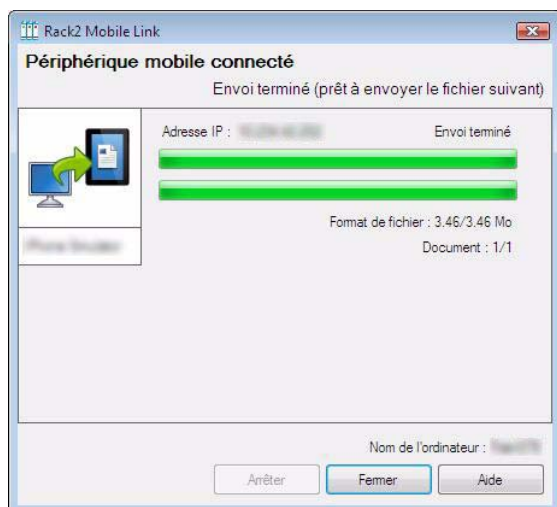 Rack2 Mobile Link
Périphérique mobile connecté
Envoi terminé (prêt à envoyer le fichier suivant)
Adresse IP : Envoi terminé
Format de fichier : 3.46/3.46 Mo
Document : 1/1
Nom de l'ordinateur :
Arrêter Fermer Aide